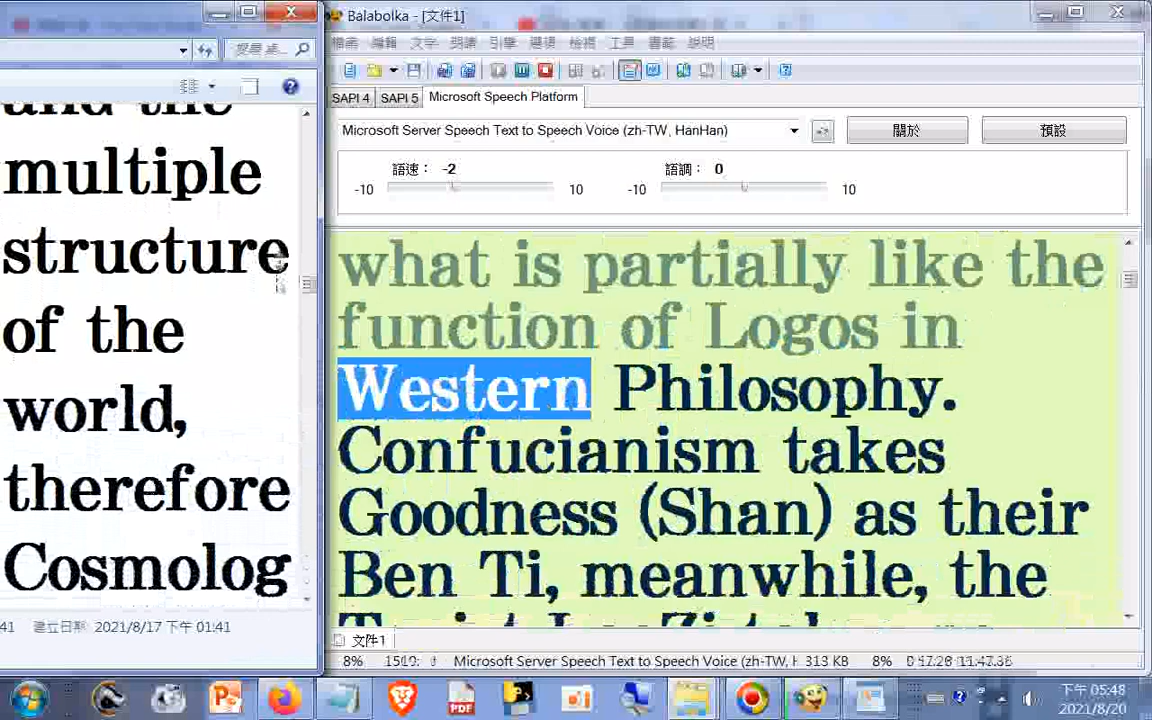 Balabolka - [文件1]
檔案 編輯 文字 朗讀 引擎 選項 檢視 工具 書籤 說明
SAPI 4 SAPI 5 Microsoft Speech Platform
Microsoft Server Speech Text to Speech Voice (zh-TW, HanHan)
關於
預設
語速： -2
語調： 0
-10
10
-10
10
and the
multiple
structure
of the
world,
therefore
Cosmolog
41 建立日期: 2021/8/17 下午 01:41
what is partially like the
function of Logos in
Western Philosophy.
Confucianism takes
Goodness (Shan) as their
Ben Ti, meanwhile, the
文件1
8%
Microsoft Server Speech Text to Speech Voice (zh-TW, H
313 KB
8%
下午 05:48
2021/8/20